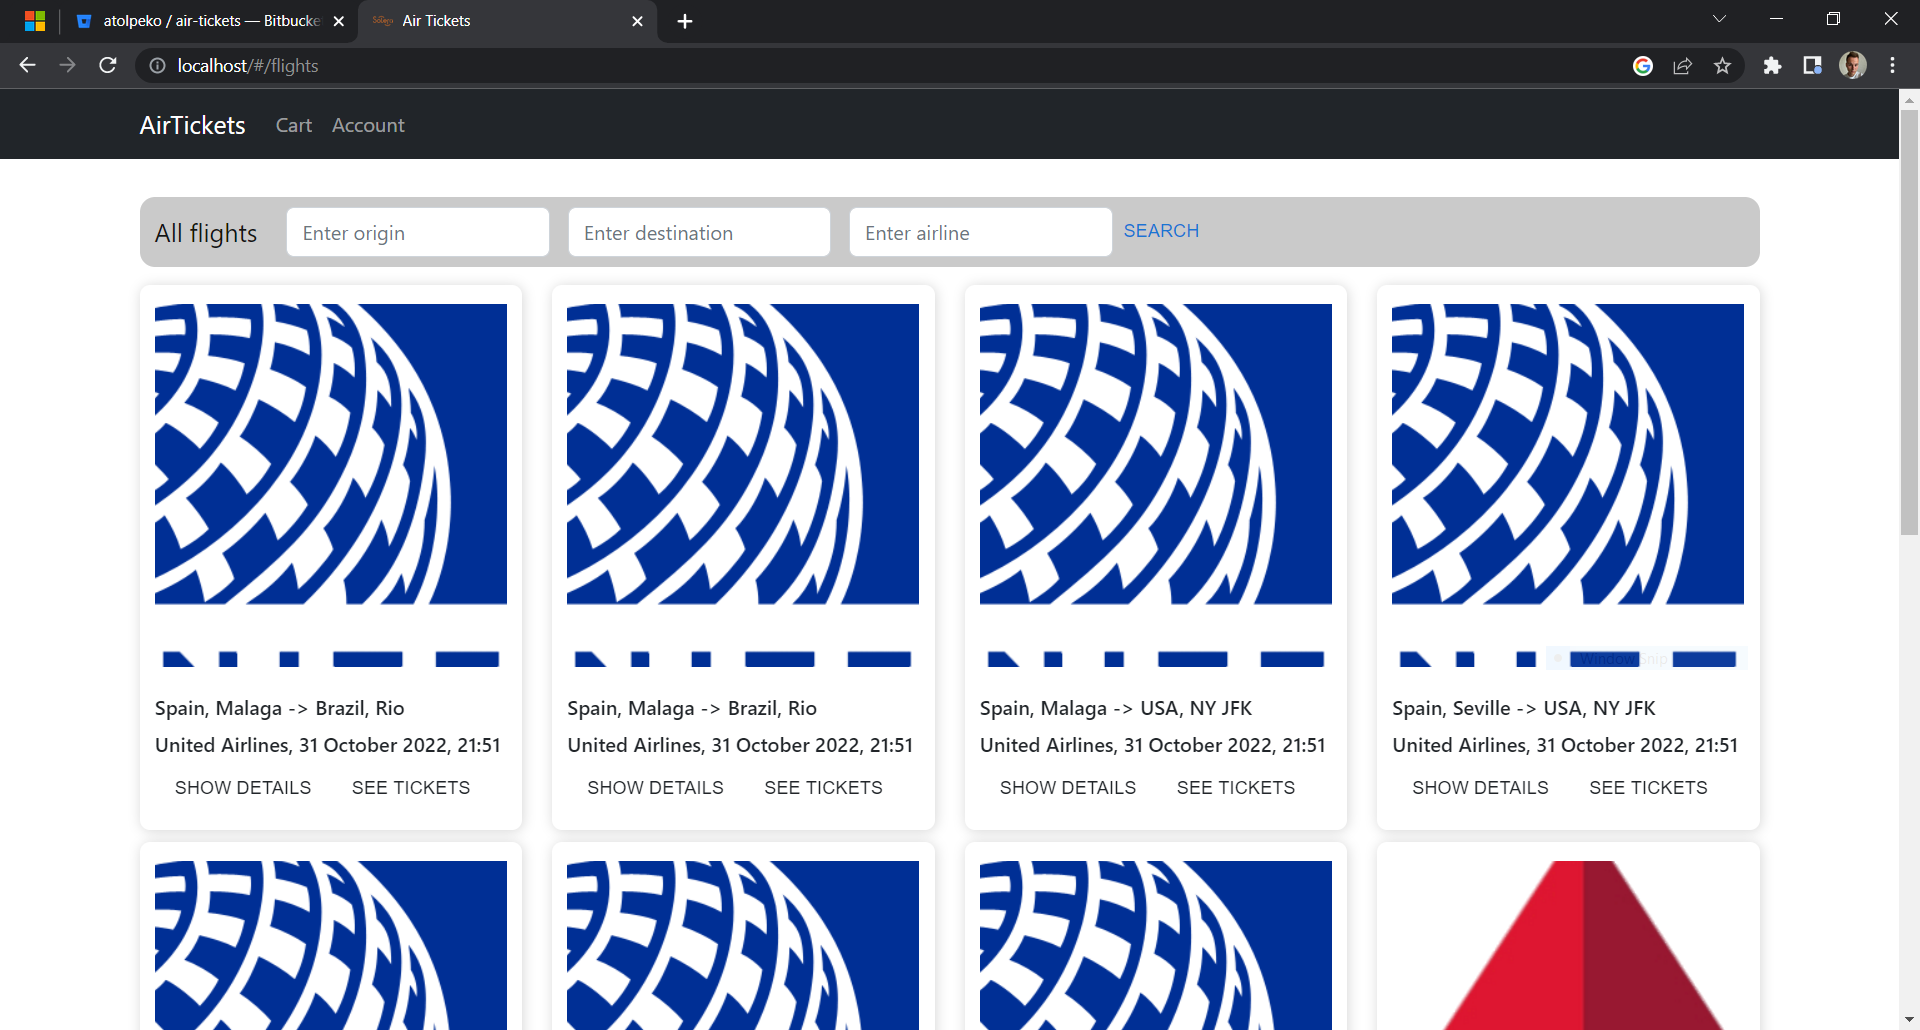 atolpeko / air-tickets — Bitbucke
Air Tickets
localhost/#/flights
AirTickets Cart Account
All flights Enter origin Enter destination Enter airline SEARCH
Window Snip
Spain, Malaga -> Brazil, Rio
United Airlines, 31 October 2022, 21:51
SHOW DETAILS SEE TICKETS
Spain, Malaga -> Brazil, Rio
United Airlines, 31 October 2022, 21:51
SHOW DETAILS SEE TICKETS
Spain, Malaga -> USA, NY JFK
United Airlines, 31 October 2022, 21:51
SHOW DETAILS SEE TICKETS
Spain, Seville -> USA, NY JFK
United Airlines, 31 October 2022, 21:51
SHOW DETAILS SEE TICKETS